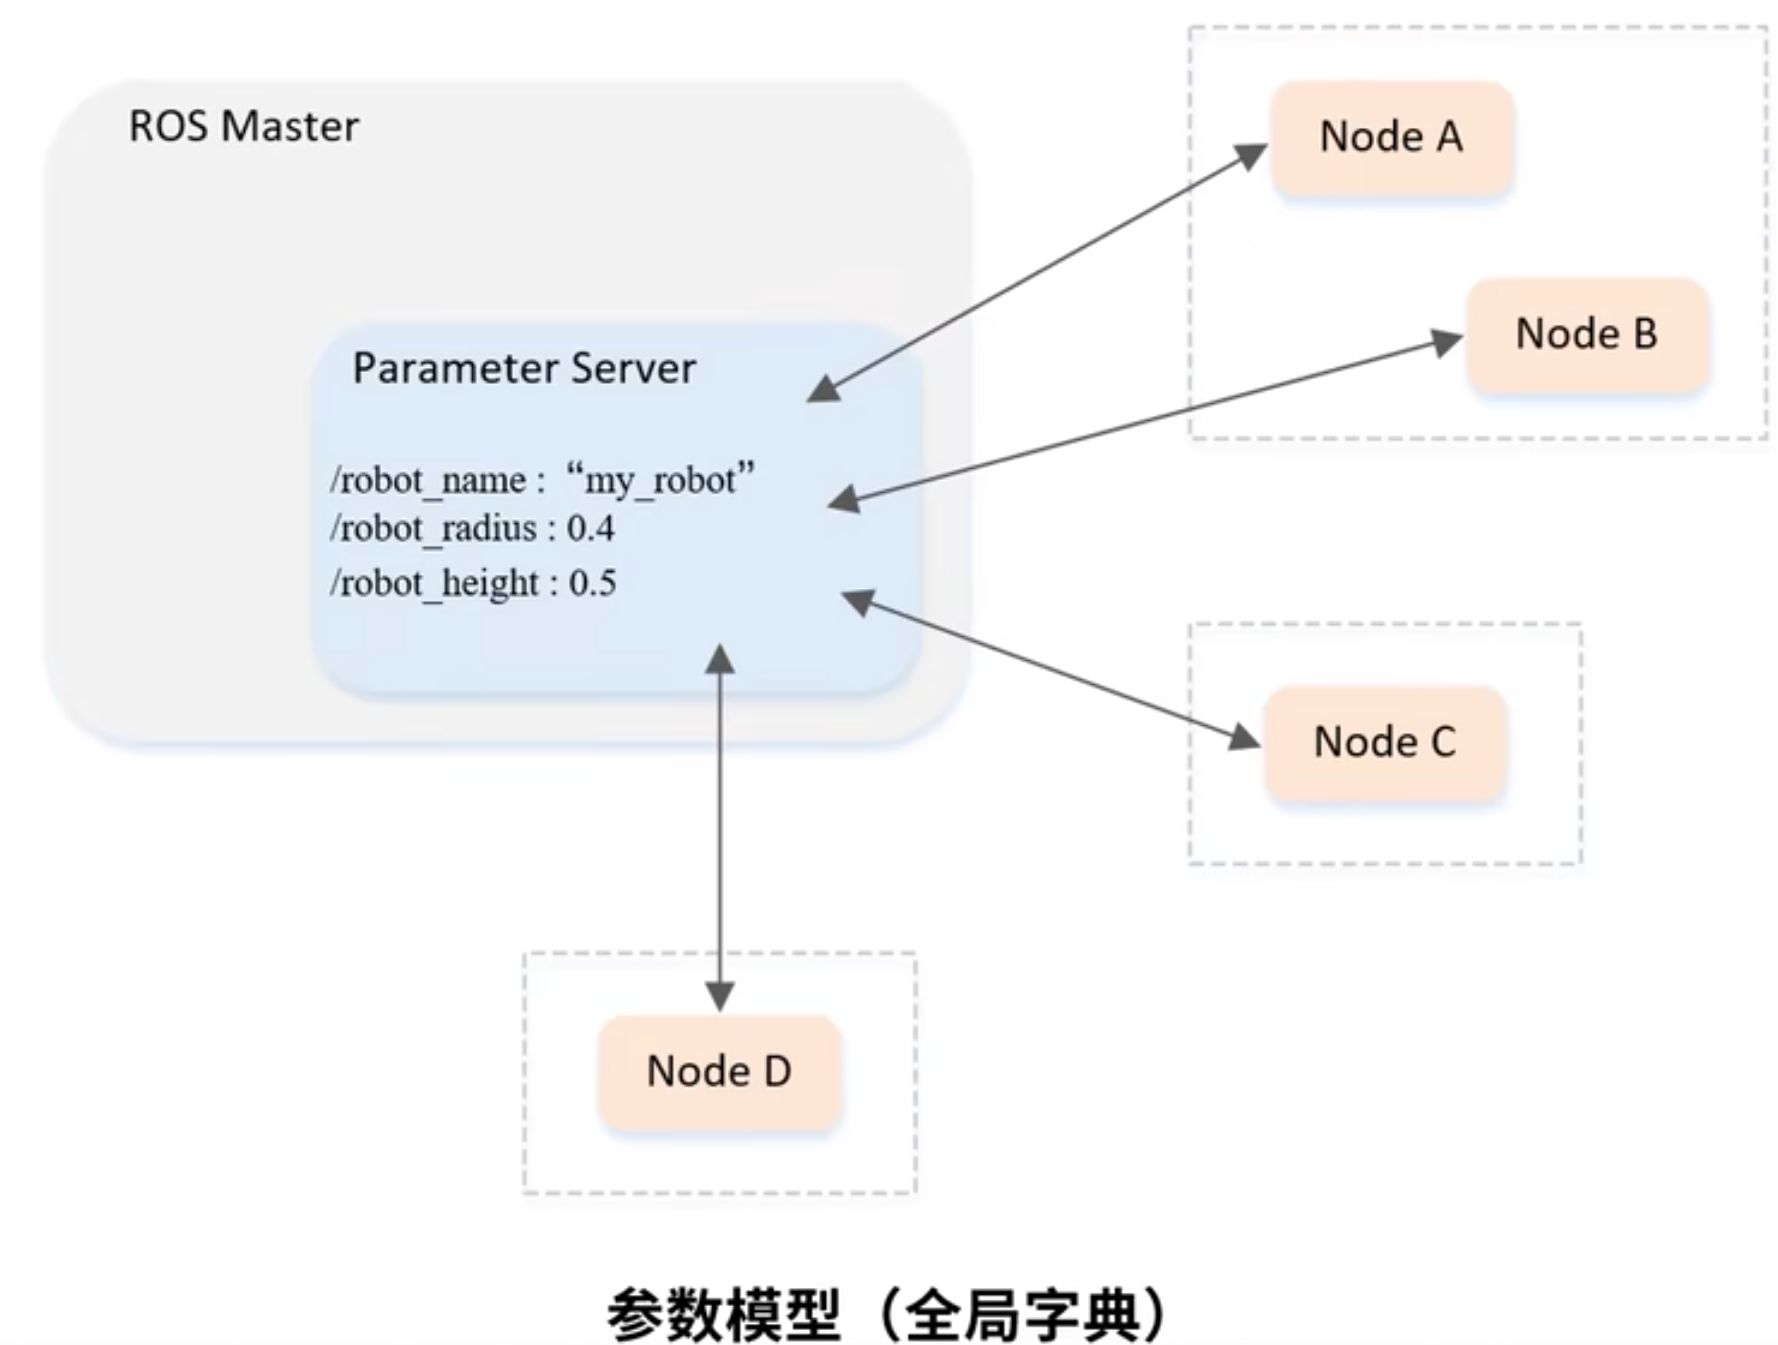 ROS Master
Node A
Node B
Parameter Server
/robot_name : “my_robot”
/robot_radius : 0.4
/robot_height : 0.5
Node C
Node D
参数模型（全局字典）